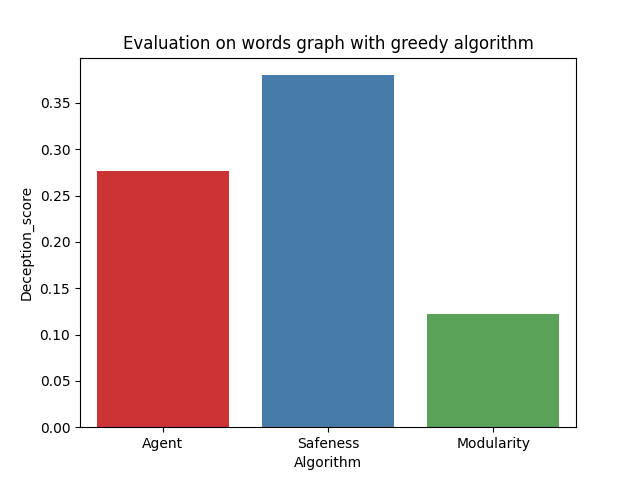 Evaluation on words graph with greedy algorithm
Deception_score
0.35
0.30
0.25
0.20
0.15
0.10
0.05
0.00
Agent Safeness Modularity
Algorithm